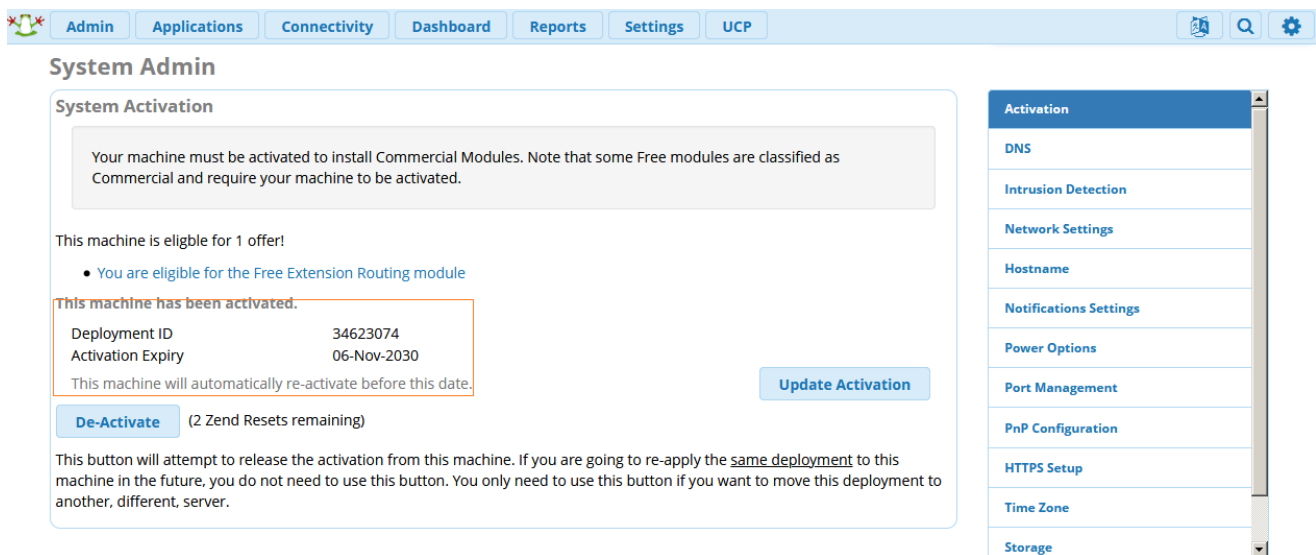 Admin
Applications
Connectivity
Dashboard
Reports
Settings
UCP
System Admin
System Activation
Your machine must be activated to install Commercial Modules. Note that some Free modules are classified as
Commercial and require your machine to be activated.
This machine is eligble for 1 offer!
You are eligible for the Free Extension Routing module
This machine has been activated.
Deployment ID 34623074
Activation Expiry 06-Nov-2030
This machine will automatically re-activate before this date.
Update Activation
De-Activate (2 Zend Resets remaining)
This button will attempt to release the activation from this machine. If you are going to re-apply the same deployment to this
machine in the future, you do not need to use this button. You only need to use this button if you want to move this deployment to
another, different, server.
Activation
DNS
Intrusion Detection
Network Settings
Hostname
Notifications Settings
Power Options
Port Management
PnP Configuration
HTTPS Setup
Time Zone
Storage